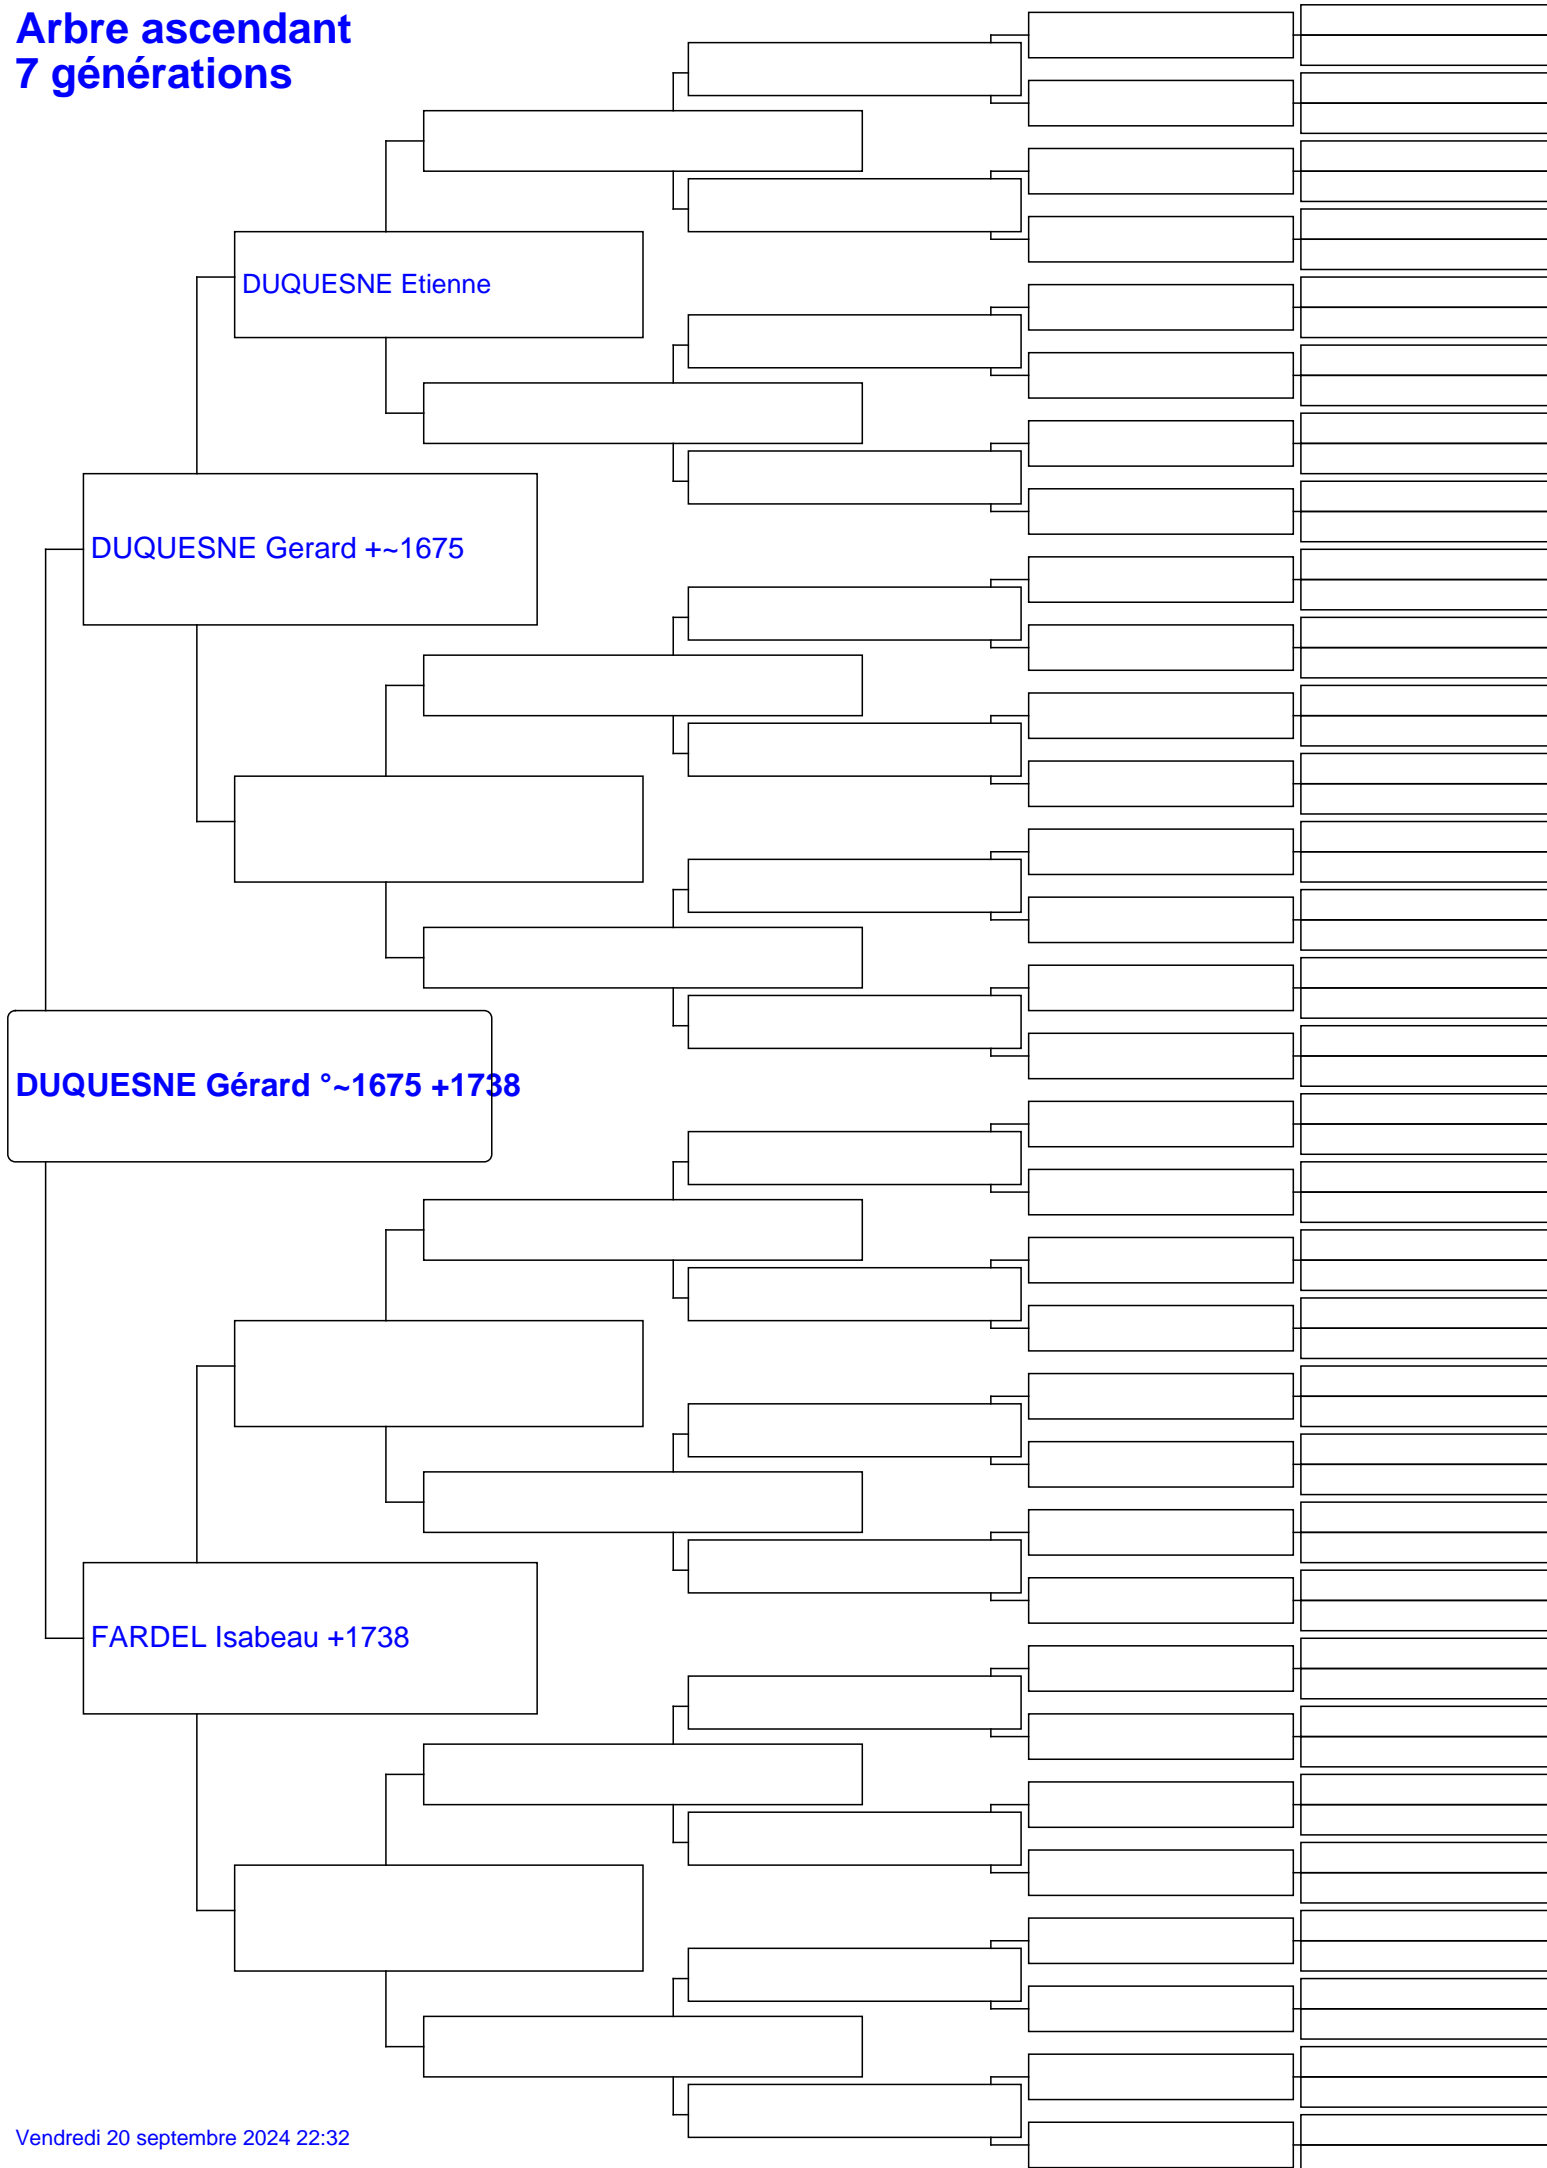 Arbre ascendant
7 générations
DUQUESNE Etienne
DUQUESNE Gerard +~1675
DUQUESNE Gérard °~1675 +1738
FARDEL Isabeau +1738
Vendredi 20 septembre 2024 22:32